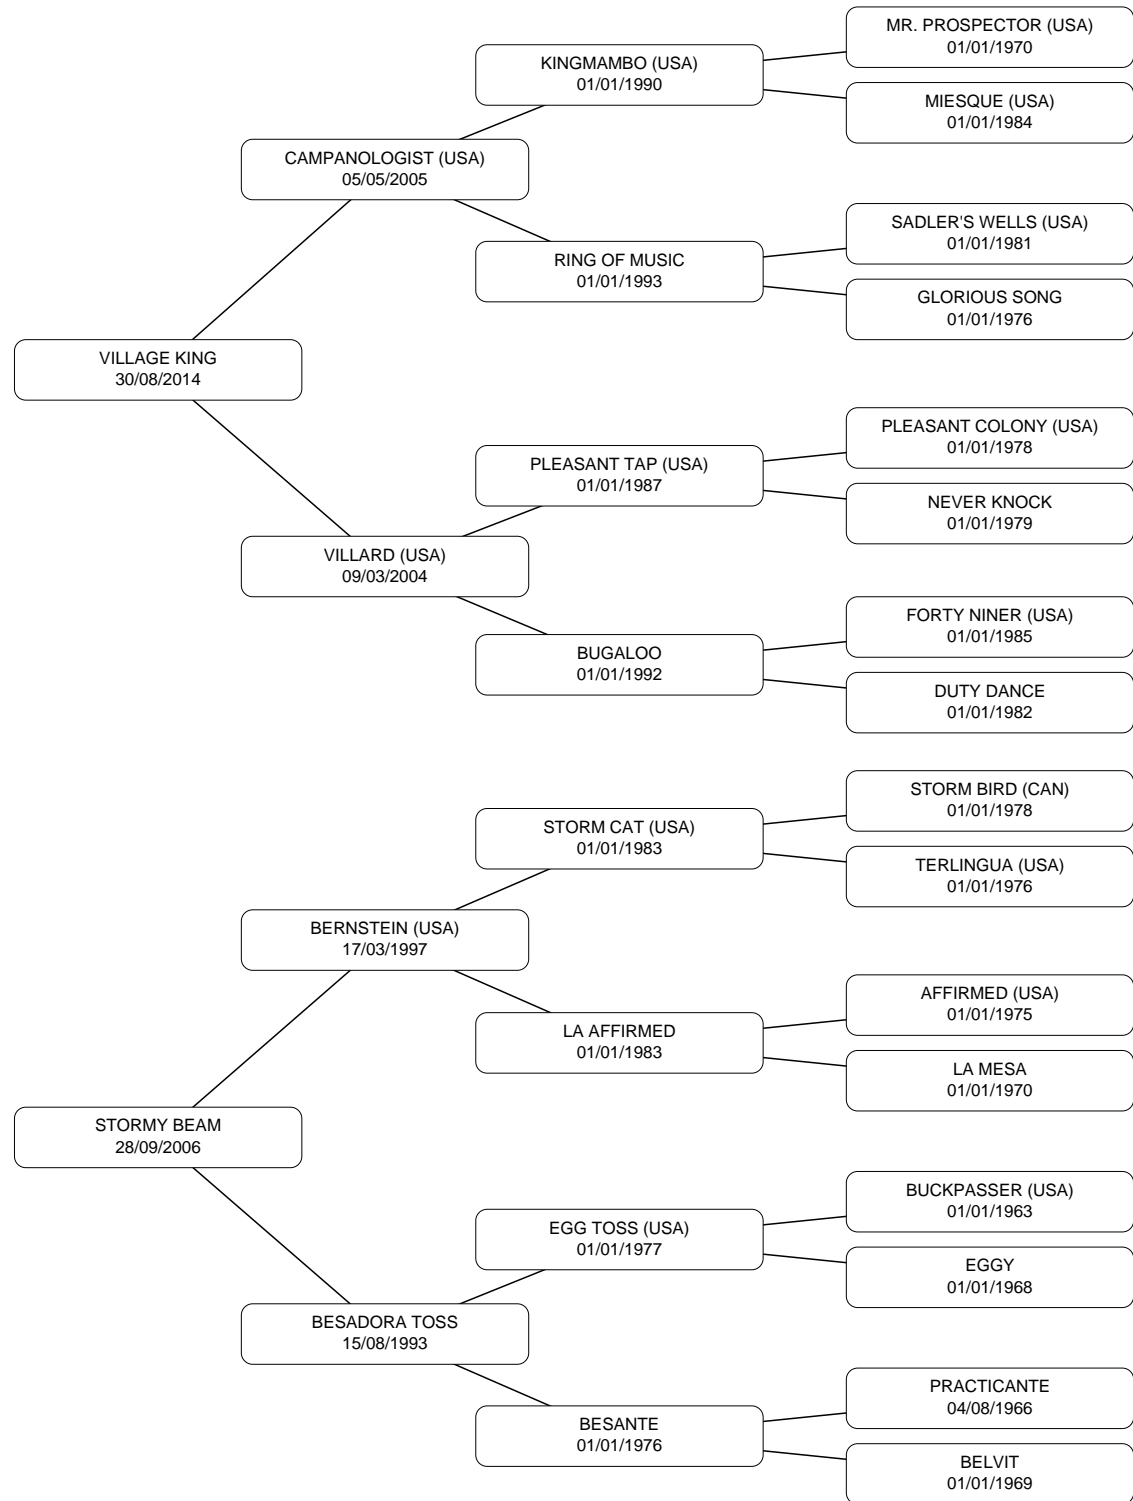 MR. PROSPECTOR (USA)
01/01/1970
KINGMAMBO (USA)
01/01/1990
MIESQUE (USA)
01/01/1984
CAMPANOLOGIST (USA)
05/05/2005
SADLER'S WELLS (USA)
01/01/1981
RING OF MUSIC
01/01/1993
GLORIOUS SONG
01/01/1976
VILLAGE KING
30/08/2014
PLEASANT COLONY (USA)
01/01/1978
PLEASANT TAP (USA)
01/01/1987
NEVER KNOCK
01/01/1979
VILLARD (USA)
09/03/2004
FORTY NINER (USA)
01/01/1985
BUGALOO
01/01/1992
DUTY DANCE
01/01/1982
STORM BIRD (CAN)
01/01/1978
STORM CAT (USA)
01/01/1983
TERLINGUA (USA)
01/01/1976
BERNSTEIN (USA)
17/03/1997
AFFIRMED (USA)
01/01/1975
LA AFFIRMED
01/01/1983
LA MESA
01/01/1970
STORMY BEAM
28/09/2006
BUCKPASSER (USA)
01/01/1963
EGG TOSS (USA)
01/01/1977
EGGY
01/01/1968
BESADORA TOSS
15/08/1993
PRACTICANTE
04/08/1966
BESANTE
01/01/1976
BELVIT
01/01/1969